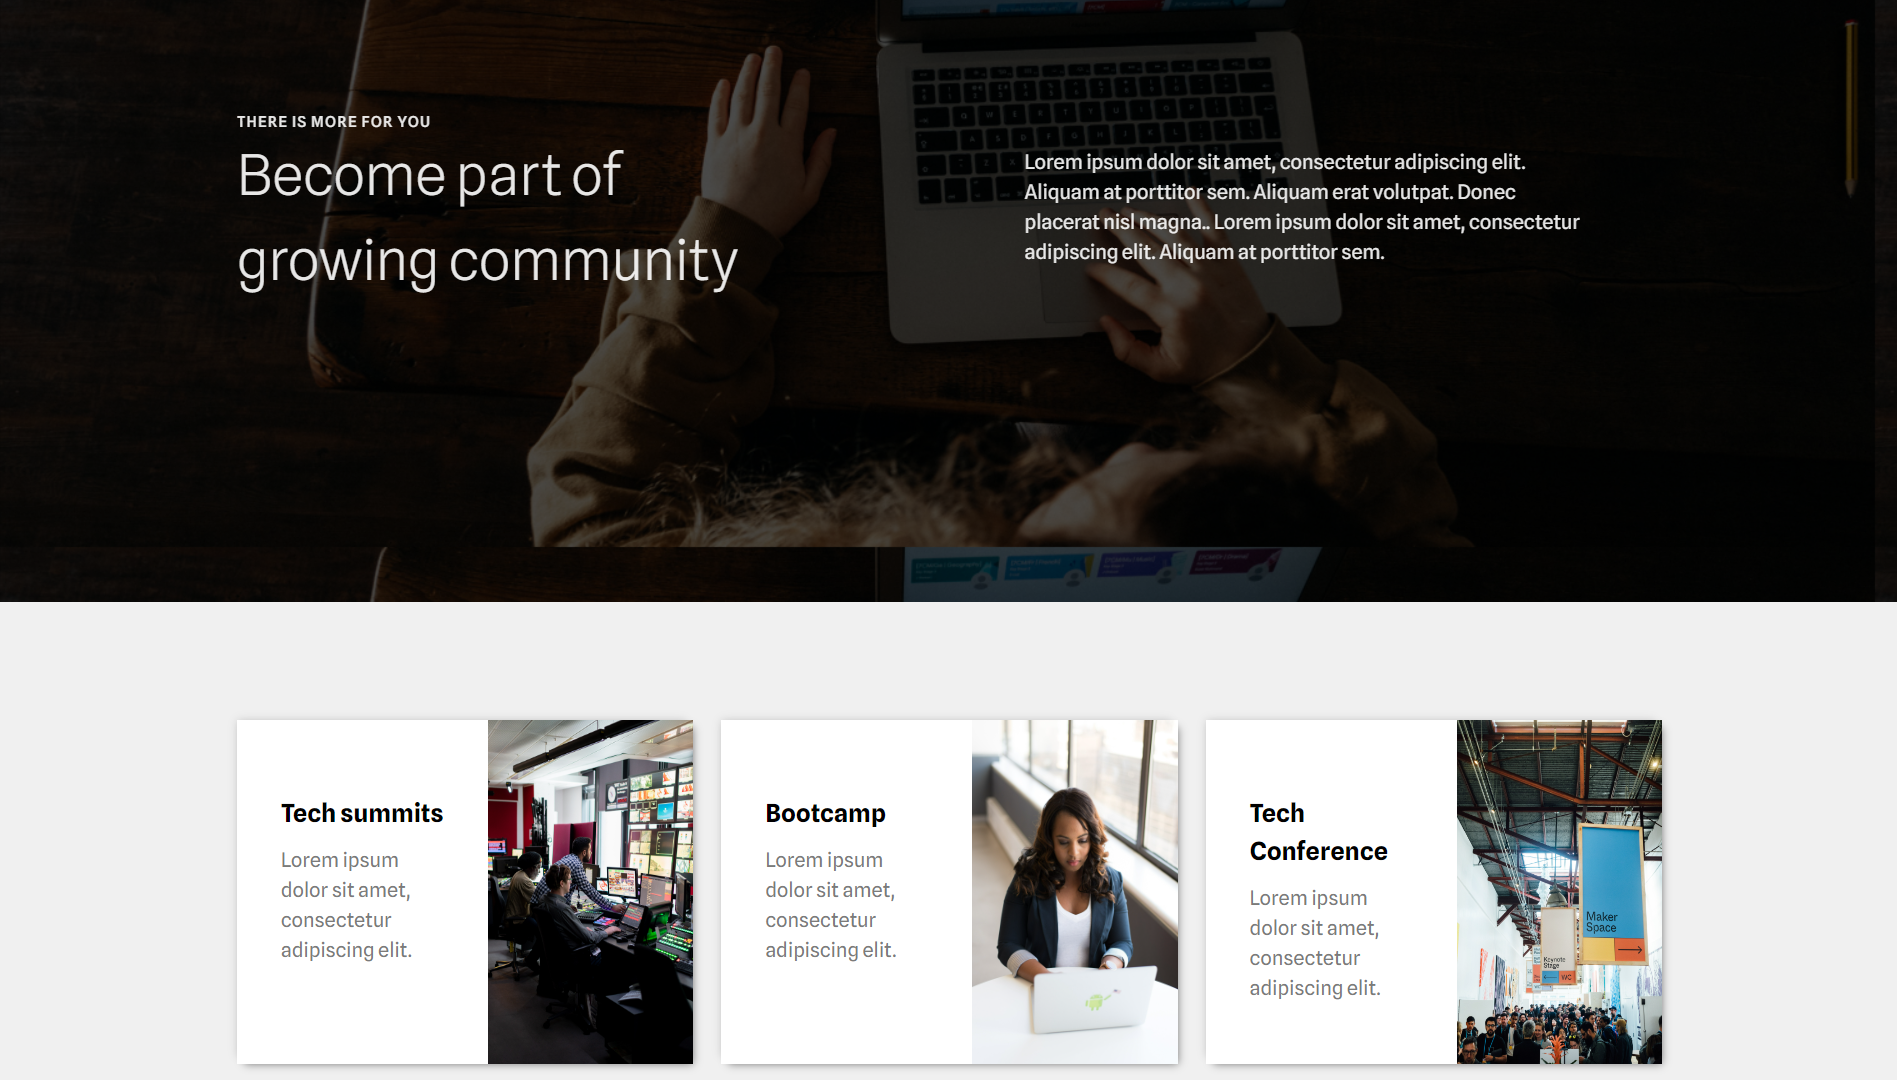 THERE IS MORE FOR YOU
Become part of
growing community
Lorem ipsum dolor sit amet, consectetur adipiscing elit.
Aliquam at porttitor sem. Aliquam erat volutpat. Donec
placerat nisl magna.. Lorem ipsum dolor sit amet, consectetur
adipiscing elit. Aliquam at porttitor sem.
Tech summits
Lorem ipsum
dolor sit amet,
consectetur
adipiscing elit.
Bootcamp
Lorem ipsum
dolor sit amet,
consectetur
adipiscing elit.
Tech
Conference
Lorem ipsum
dolor sit amet,
consectetur
adipiscing elit.
Maker
Space
Keynote
Stage
WC